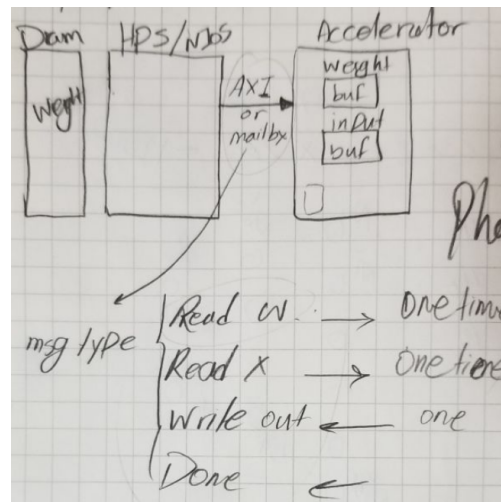 Dram HPS/NIOS Accelerator
weight
AXI
or
mailbx
weight
buf
input
buf
Phe
msg type
Read W. → One time
Read X → One time
Write out ← one
Done ←